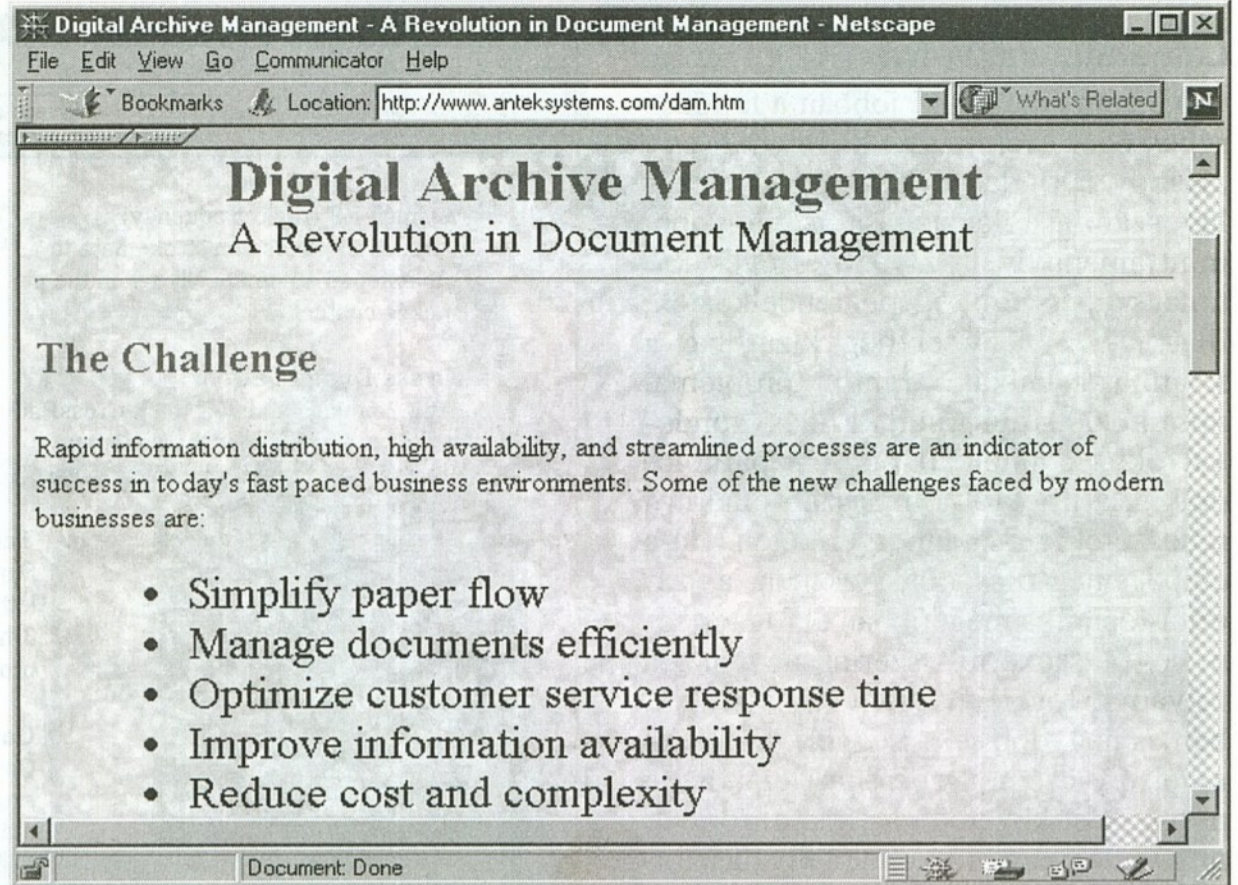 Digital Archive Management - A Revolution in Document Management - Netscape
File Edit View Go Communicator Help
Bookmarks Location: http://www.anteksystems.com/dam.htm What's Related N
Digital Archive Management
A Revolution in Document Management
The Challenge
Rapid information distribution, high availability, and streamlined processes are an indicator of
success in today's fast paced business environments. Some of the new challenges faced by modern
businesses are:
• Simplify paper flow
• Manage documents efficiently
• Optimize customer service response time
• Improve information availability
• Reduce cost and complexity
Document: Done